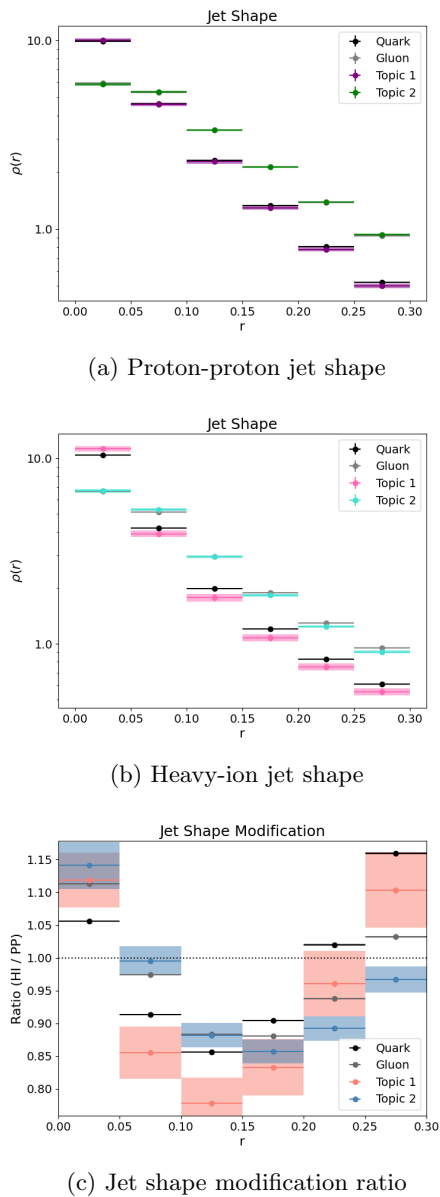 Jet Shape
10.0
1.0
ρ(r)
Quark
Gluon
Topic 1
Topic 2
0.00 0.05 0.10 0.15 0.20 0.25 0.30
r
(a) Proton-proton jet shape
Jet Shape
10.0
1.0
ρ(r)
Quark
Gluon
Topic 1
Topic 2
0.00 0.05 0.10 0.15 0.20 0.25 0.30
r
(b) Heavy-ion jet shape
Jet Shape Modification
1.15
1.10
1.05
1.00
0.95
0.90
0.85
0.80
Ratio (HI / PP)
Quark
Gluon
Topic 1
Topic 2
0.00 0.05 0.10 0.15 0.20 0.25 0.30
r
(c) Jet shape modification ratio